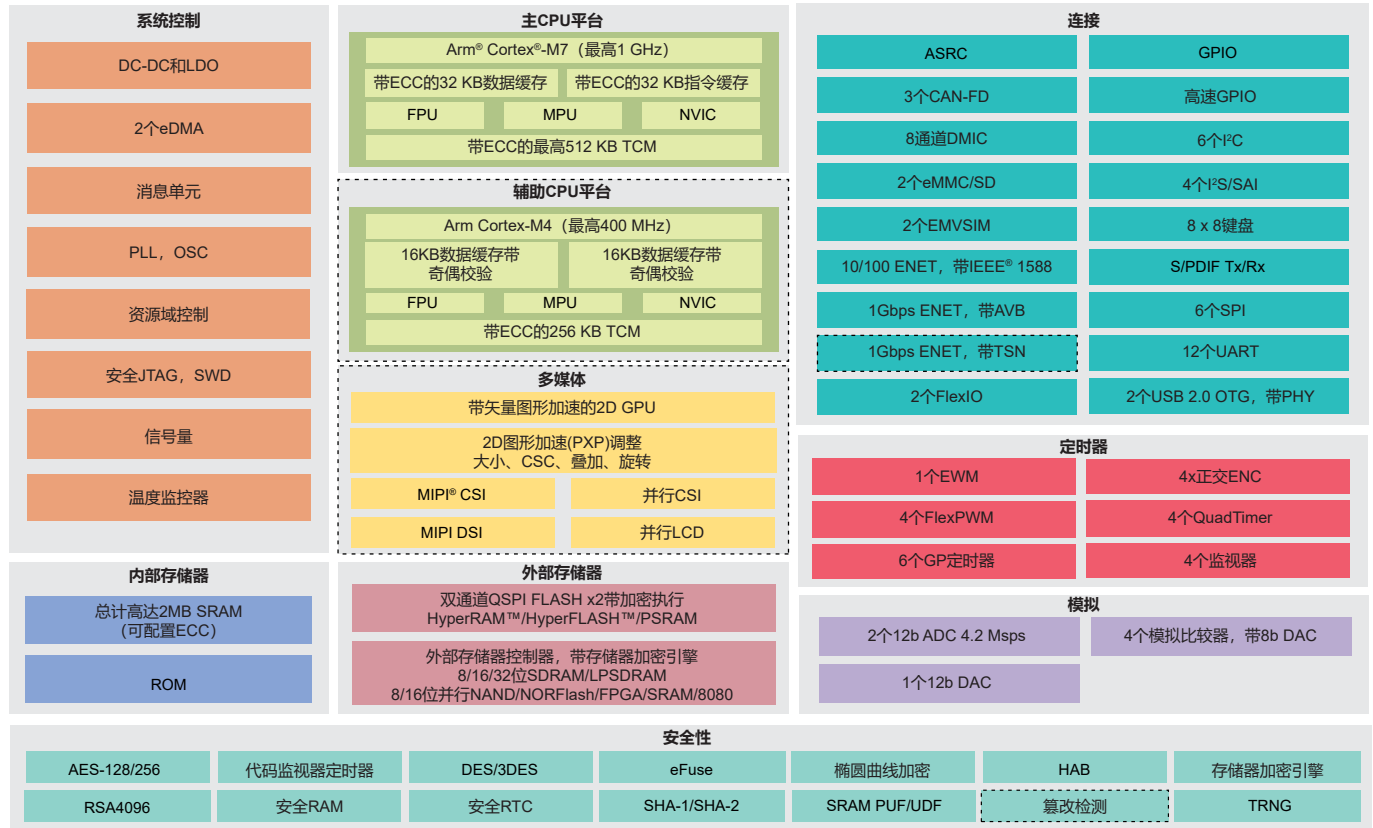 系统控制
DC-DC和LDO
2个eDMA
消息单元
PLL，OSC
资源域控制
安全JTAG，SWD
信号量
温度监控器
主CPU平台
Arm® Cortex®-M7（最高1 GHz）
带ECC的32 KB数据缓存
带ECC的32 KB指令缓存
FPU
MPU
NVIC
带ECC的最高512 KB TCM
辅助CPU平台
Arm Cortex-M4（最高400 MHz）
16KB数据缓存带
奇偶校验
16KB数据缓存带
奇偶校验
FPU
MPU
NVIC
带ECC的256 KB TCM
多媒体
带矢量图形加速的2D GPU
2D图形加速(PXP)调整
大小、CSC、叠加、旋转
MIPI® CSI
并行CSI
MIPI DSI
并行LCD
连接
ASRC
GPIO
3个CAN-FD
高速GPIO
8通道DMIC
6个I²C
2个eMMC/SD
4个I²S/SAI
2个EMVSIM
8 x 8键盘
10/100 ENET，带IEEE® 1588
S/PDIF Tx/Rx
1Gbps ENET，带AVB
6个SPI
1Gbps ENET，带TSN
12个UART
2个FlexIO
2个USB 2.0 OTG，带PHY
定时器
1个EWM
4x正交ENC
4个FlexPWM
4个QuadTimer
6个GP定时器
4个监视器
内部存储器
总计高达2MB SRAM
（可配置ECC）
ROM
外部存储器
双通道QSPI FLASH x2带加密执行
HyperRAM™/HyperFLASH™/PSRAM
外部存储器控制器，带存储器加密引擎
8/16/32位SDRAM/LPSDRAM
8/16位并行NAND/NORFlash/FPGA/SRAM/8080
模拟
2个12b ADC 4.2 Msps
4个模拟比较器，带8b DAC
1个12b DAC
安全性
AES-128/256
代码监视器定时器
DES/3DES
eFuse
椭圆曲线加密
HAB
存储器加密引擎
RSA4096
安全RAM
安全RTC
SHA-1/SHA-2
SRAM PUF/UDF
篡改检测
TRNG